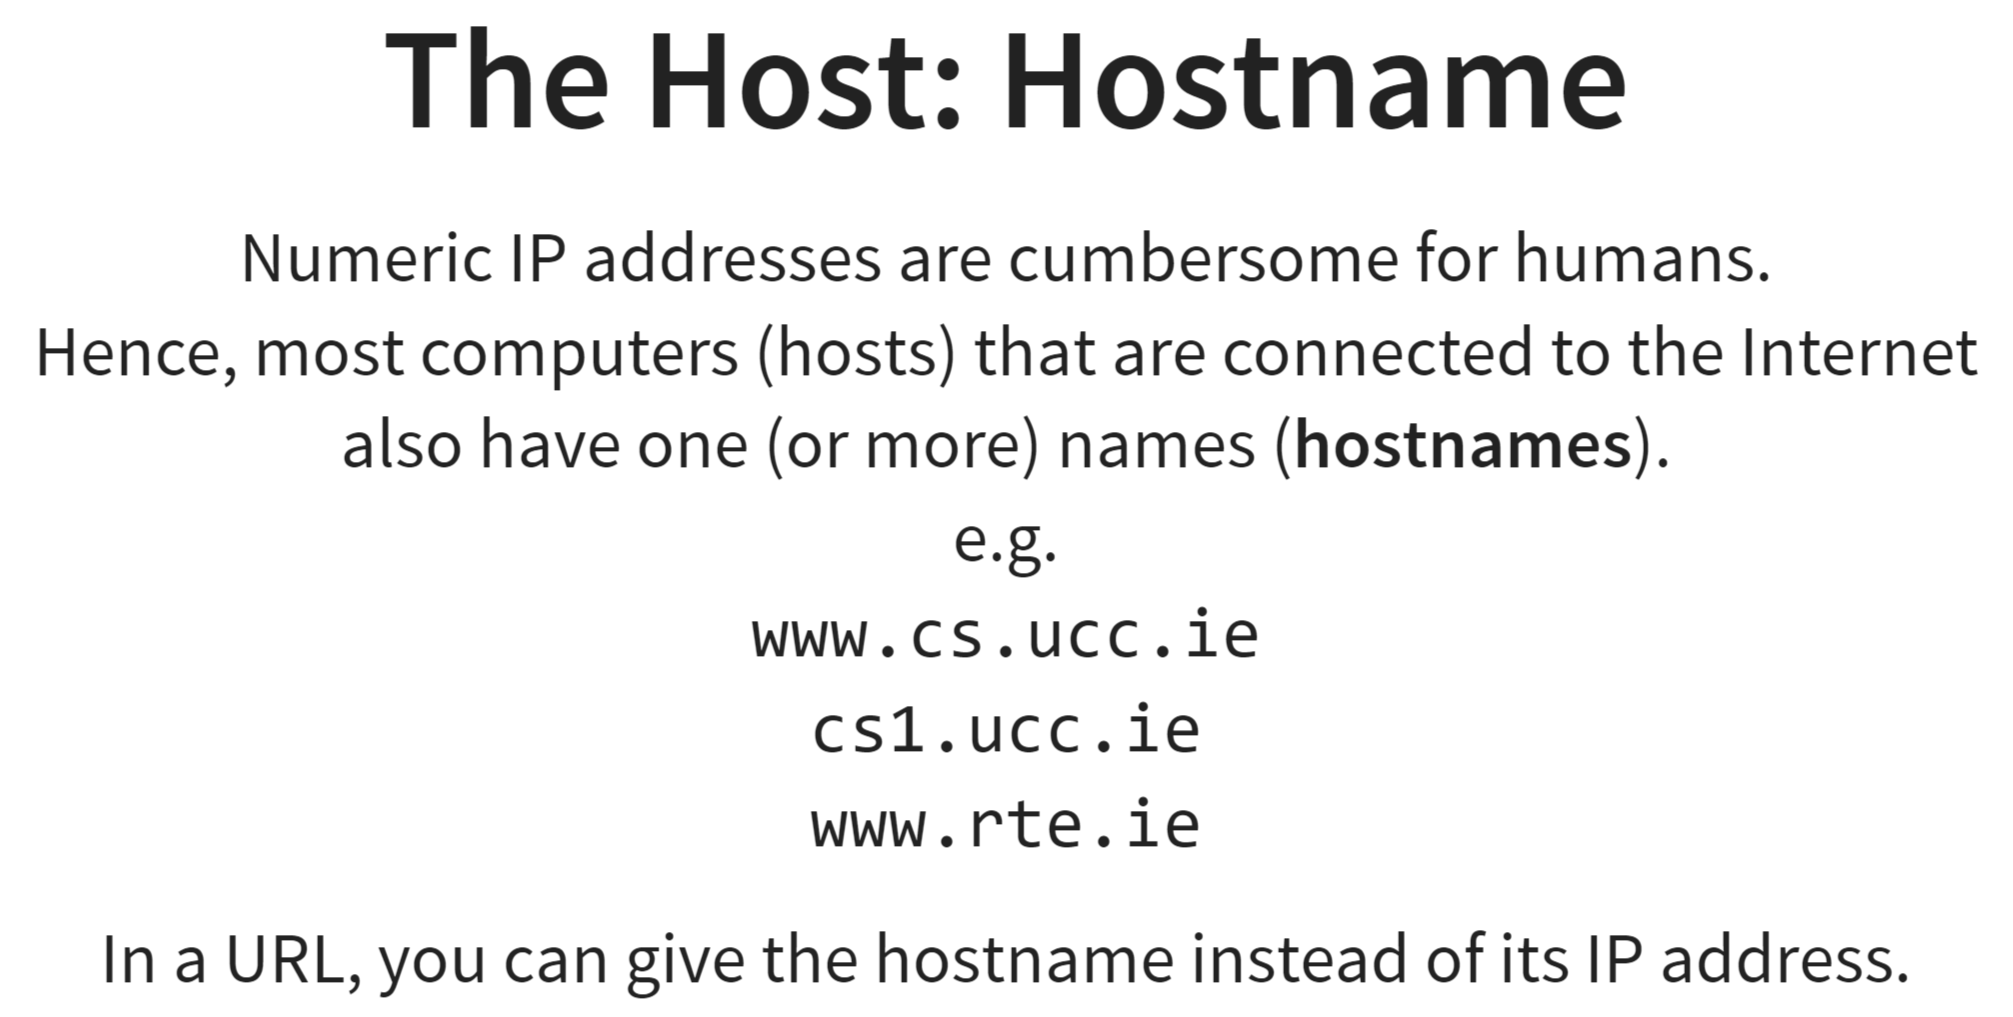 The Host: Hostname
Numeric IP addresses are cumbersome for humans.
Hence, most computers (hosts) that are connected to the Internet
also have one (or more) names (hostnames).
e.g.
www.cs.ucc.ie
cs1.ucc.ie
www.rte.ie
In a URL, you can give the hostname instead of its IP address.